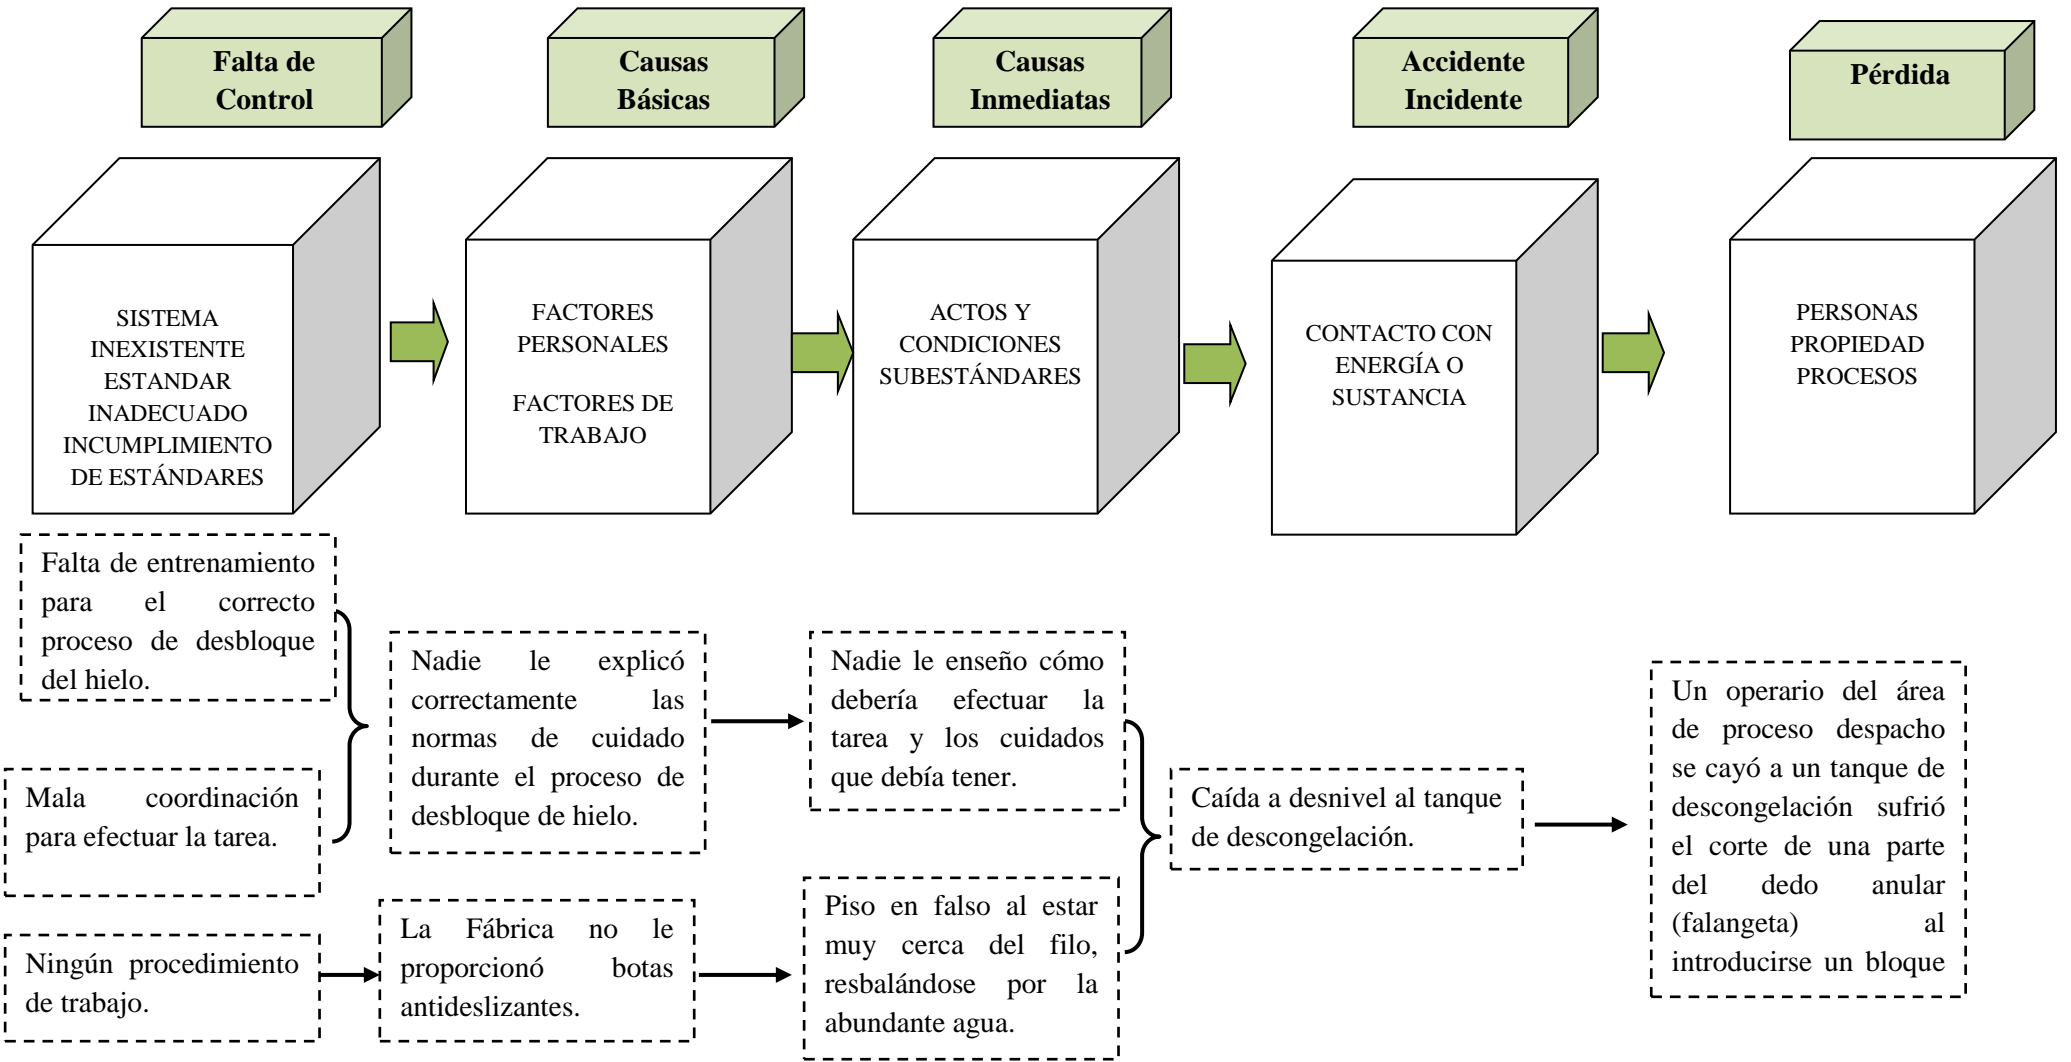 Falta de
Control
Causas
Básicas
Causas
Inmediatas
Accidente
Incidente
Pérdida
SISTEMA
INEXISTENTE
ESTANDAR
INADECUADO
INCUMPLIMIENTO
DE ESTÁNDARES
FACTORES
PERSONALES
FACTORES DE
TRABAJO
ACTOS Y
CONDICIONES
SUBESTÁNDARES
CONTACTO CON
ENERGÍA O
SUSTANCIA
PERSONAS
PROPIEDAD
PROCESOS
Falta de entrenamiento
para el correcto
proceso de desbloque
del hielo.
Mala coordinación
para efectuar la tarea.
Ningún procedimiento
de trabajo.
Nadie le explicó
correctamente las
normas de cuidado
durante el proceso de
desbloque de hielo.
La Fábrica no le
proporcionó botas
antideslizantes.
Nadie le enseño cómo
debería efectuar la
tarea y los cuidados
que debía tener.
Piso en falso al estar
muy cerca del filo,
resbalándose por la
abundante agua.
Caída a desnivel al tanque
de descongelación.
Un operario del área
de proceso despacho
se cayó a un tanque de
descongelación sufrió
el corte de una parte
del dedo anular
(falangeta) al
introducirse un bloque